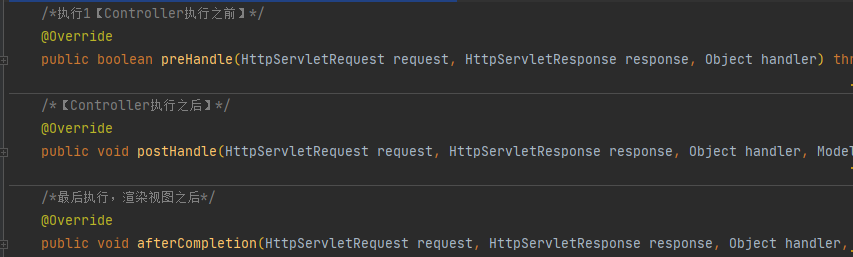 /*执行1【Controller执行之前】*/
@Override
public boolean preHandle(HttpServletRequest request, HttpServletResponse response, Object handler) thr
/*【Controller执行之后】*/
@Override
public void postHandle(HttpServletRequest request, HttpServletResponse response, Object handler, Model
/*最后执行，渲染视图之后*/
@Override
public void afterCompletion(HttpServletRequest request, HttpServletResponse response, Object handler,